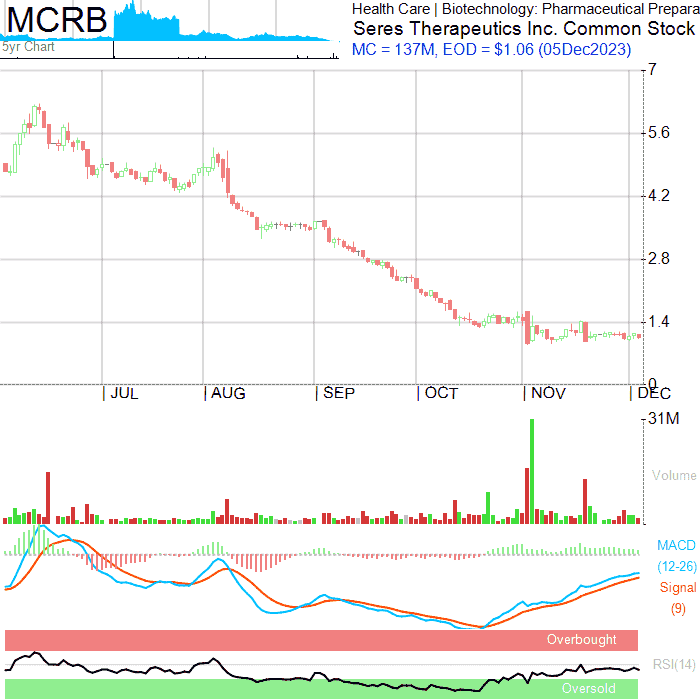 MCRB
5yr Chart
Health Care | Biotechnology: Pharmaceutical Prepara
Seres Therapeutics Inc. Common Stock
MC = 137M, EOD = $1.06 (05Dec2023)
7
5.6
4.2
2.8
1.4
0
JUL
AUG
SEP
OCT
NOV
DEC
31M
Volume
MACD
(12-26)
Signal
(9)
Overbought
RSI(14)
Oversold